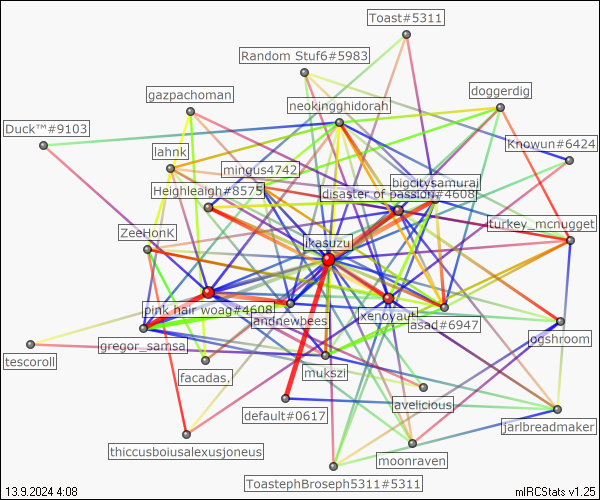 Toast#5311
Random Stuf6#5983
doggerdig
gazpachoman
neokingghidorah
Duck™#9103
Knowun#6424
lahnk
mingus4742
bigcitysamurai
Heighleaigh#8575
disaster of passion#4608
turkey_mcnugget
ZeeHonK
ikasuzu
pink hair woag#4608
jandnewbees
xenoyaut
asad#6947
gregor_samsa
ogshroom
tescoroll
facadas.
mukszi
avelicious
default#0617
jarlbreadmaker
thiccusboiusalexusjoneus
moonraven
ToastephBroseph5311#5311
13.9.2024 4:08
mIRCStats v1.25